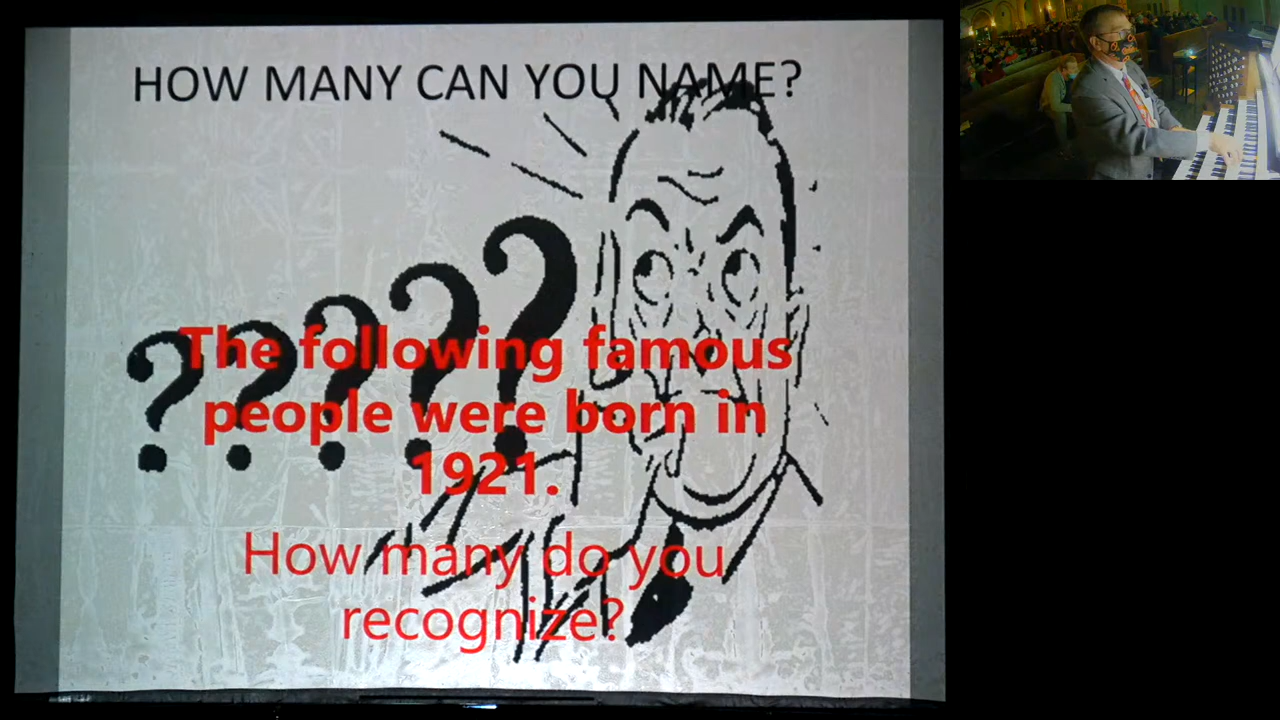 HOW MANY CAN YOU NAME?
? ? ? ? ?
The following famous
people were born in
1921.
How many do you
recognize?